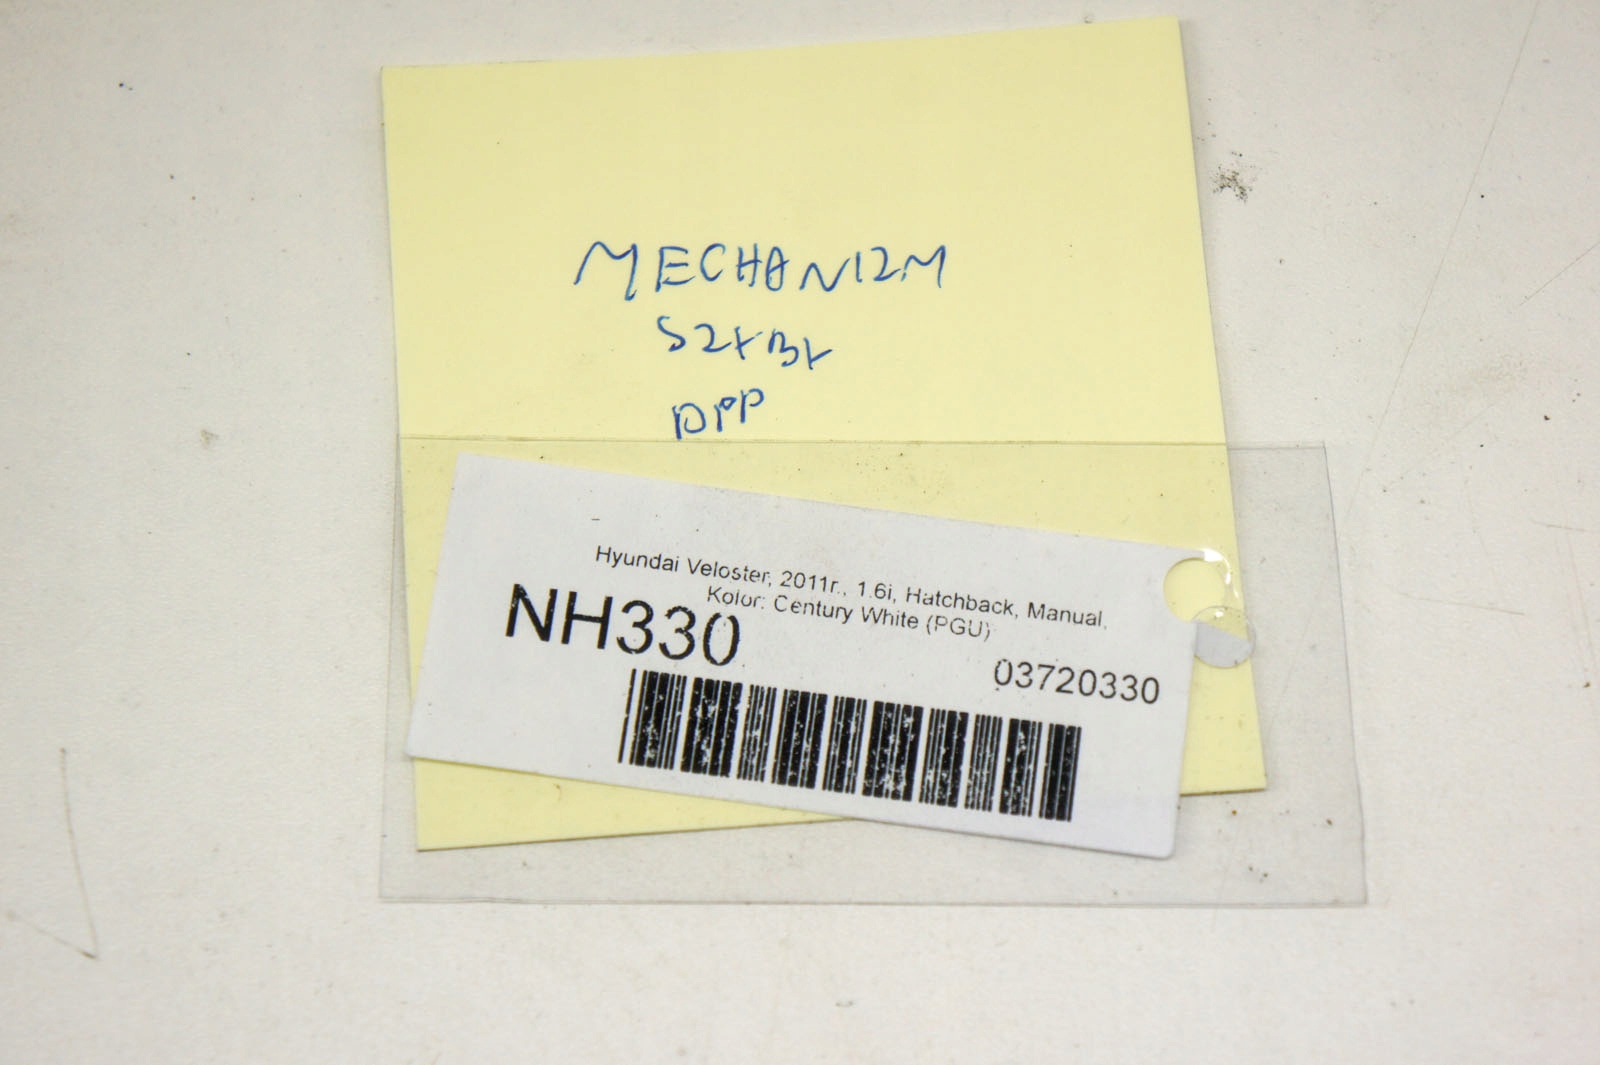 MECHANIZM
SZYBY
DPP
Hyundai Veloster, 2011r., 1.6i, Hatchback, Manual,
Kolor: Century White (PGU)
NH330
03720330